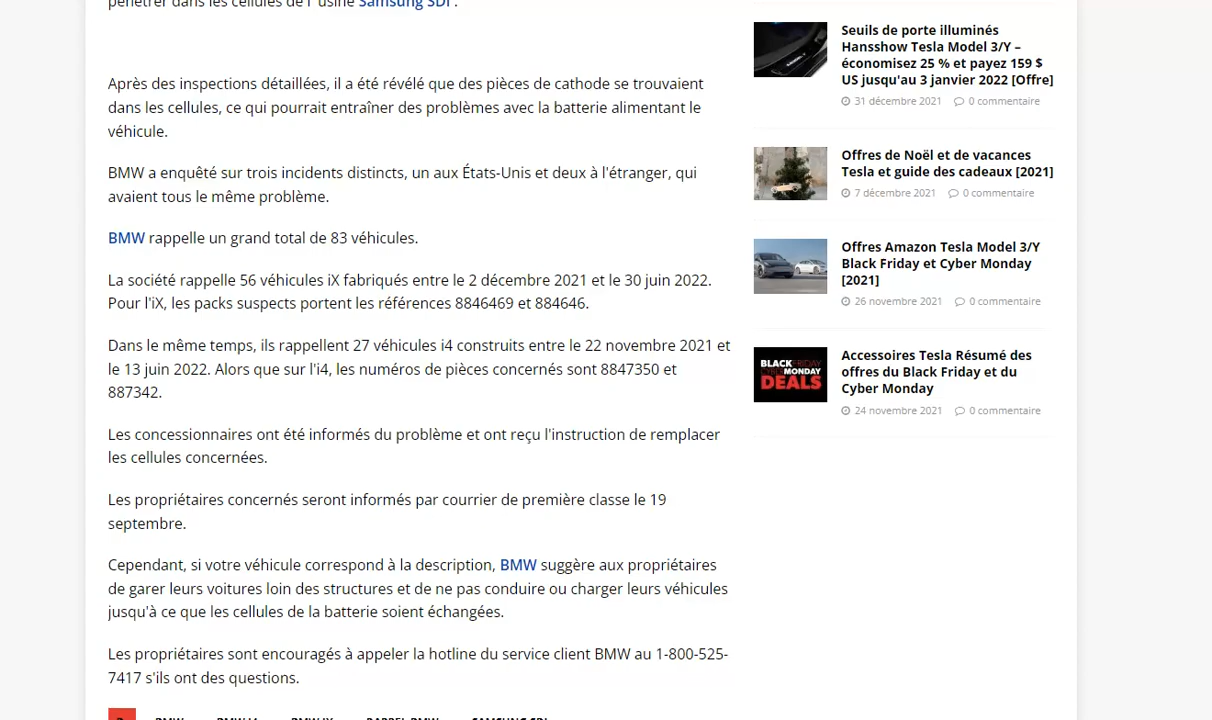 pénétrer dans les cellules de l' usine Samsung SDI .
Après des inspections détaillées, il a été révélé que des pièces de cathode se trouvaient
dans les cellules, ce qui pourrait entraîner des problèmes avec la batterie alimentant le
véhicule.
BMW a enquêté sur trois incidents distincts, un aux États-Unis et deux à l'étranger, qui
avaient tous le même problème.
BMW rappelle un grand total de 83 véhicules.
La société rappelle 56 véhicules iX fabriqués entre le 2 décembre 2021 et le 30 juin 2022.
Pour l'iX, les packs suspects portent les références 8846469 et 884646.
Dans le même temps, ils rappellent 27 véhicules i4 construits entre le 22 novembre 2021 et
le 13 juin 2022. Alors que sur l'i4, les numéros de pièces concernés sont 8847350 et
887342.
Les concessionnaires ont été informés du problème et ont reçu l'instruction de remplacer
les cellules concernées.
Les propriétaires concernés seront informés par courrier de première classe le 19
septembre.
Cependant, si votre véhicule correspond à la description, BMW suggère aux propriétaires
de garer leurs voitures loin des structures et de ne pas conduire ou charger leurs véhicules
jusqu'à ce que les cellules de la batterie soient échangées.
Les propriétaires sont encouragés à appeler la hotline du service client BMW au 1-800-525-
7417 s'ils ont des questions.
BMW BMW I4 BMW IX RAPPEL BMW SAMSUNG SDI
Seuils de porte illuminés
Hansshow Tesla Model 3/Y –
économisez 25 % et payez 159 $
US jusqu'au 3 janvier 2022 [Offre]
31 décembre 2021 0 commentaire
Offres de Noël et de vacances
Tesla et guide des cadeaux [2021]
7 décembre 2021 0 commentaire
Offres Amazon Tesla Model 3/Y
Black Friday et Cyber Monday
[2021]
26 novembre 2021 0 commentaire
BLACK FRIDAY
CYBER MONDAY
DEALS
Accessoires Tesla Résumé des
offres du Black Friday et du
Cyber Monday
24 novembre 2021 0 commentaire